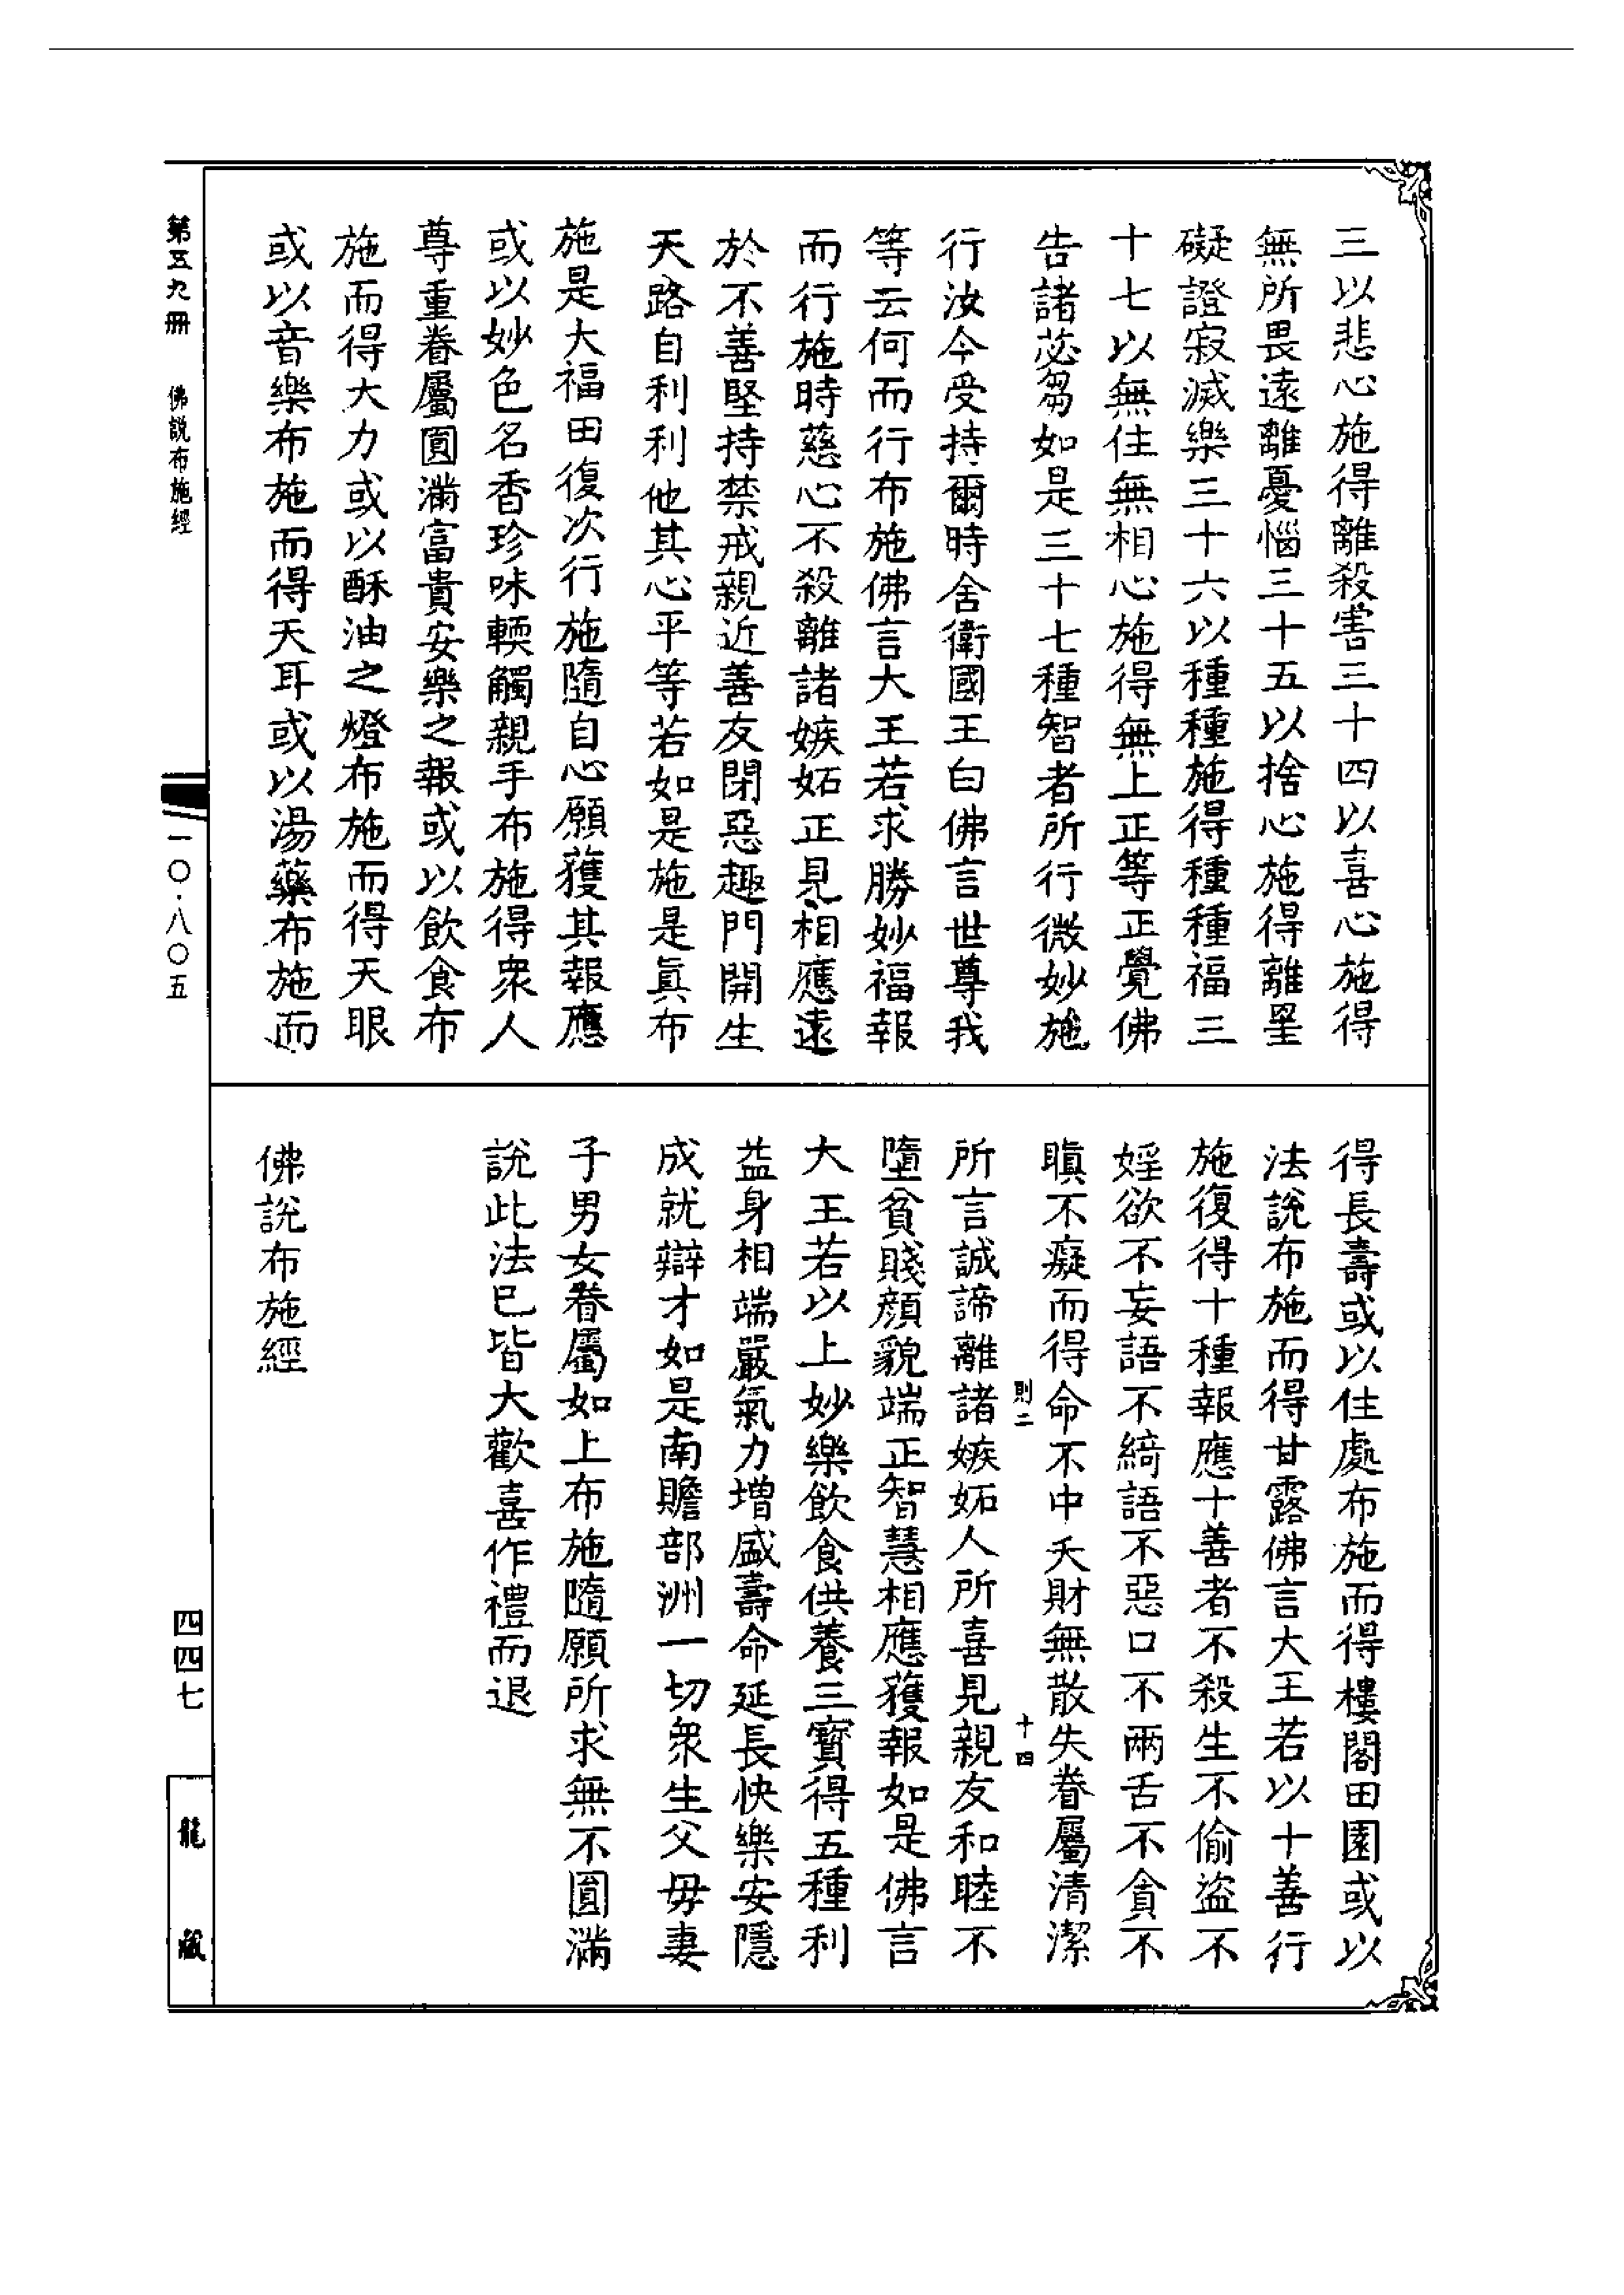 三以悲心施得離殺害三十四以喜心施得
無所畏遠離憂惱三十五以捨心施得離罣
礙證寂滅樂三十六以種種施得種種福三
十七以無住無相心施得無上正等正覺佛
告諸苾芻如是三十七種智者所行微妙施
行汝今受持爾時舍衛國王白佛言世尊我
等云何而行布施佛言大王若求勝妙福報
而行施時慈心不殺離諸嫉妬正見相應遠
於不善堅持禁戒親近善友閉惡趣門開生
天路自利利他其心平等若如是施是真布
施是大福田復次行施隨自心願獲其報應
或以妙色名香珍味輭觸親手布施得衆人
尊重眷屬圓滿富貴安樂之報或以飲食布
施而得大力或以酥油之燈布施而得天眼
或以音樂布施而得天耳或以湯藥布施而
得長壽或以住處布施而得樓閣田園或以
法說布施而得甘露佛言大王若以十善行
施復得十種報應十善者不殺生不偷盜不
婬欲不妄語不綺語不惡口不兩舌不貪不
瞋不癡而得命不中夭財無散失眷屬清潔
則二
十四
所言誠諦離諸嫉妬人所喜見親友和睦不
墮貧賤顏貌端正智慧相應獲報如是佛言
大王若以上妙樂飲食供養三寶得五種利
益身相端嚴氣力增盛壽命延長快樂安隱
成就辯才如是南贍部洲一切衆生父母妻
子男女眷屬如上布施隨願所求無不圓滿
說此法已皆大歡喜作禮而退
佛說布施經
第五九冊
佛説布施經
一〇·八〇五
四四七
龍藏